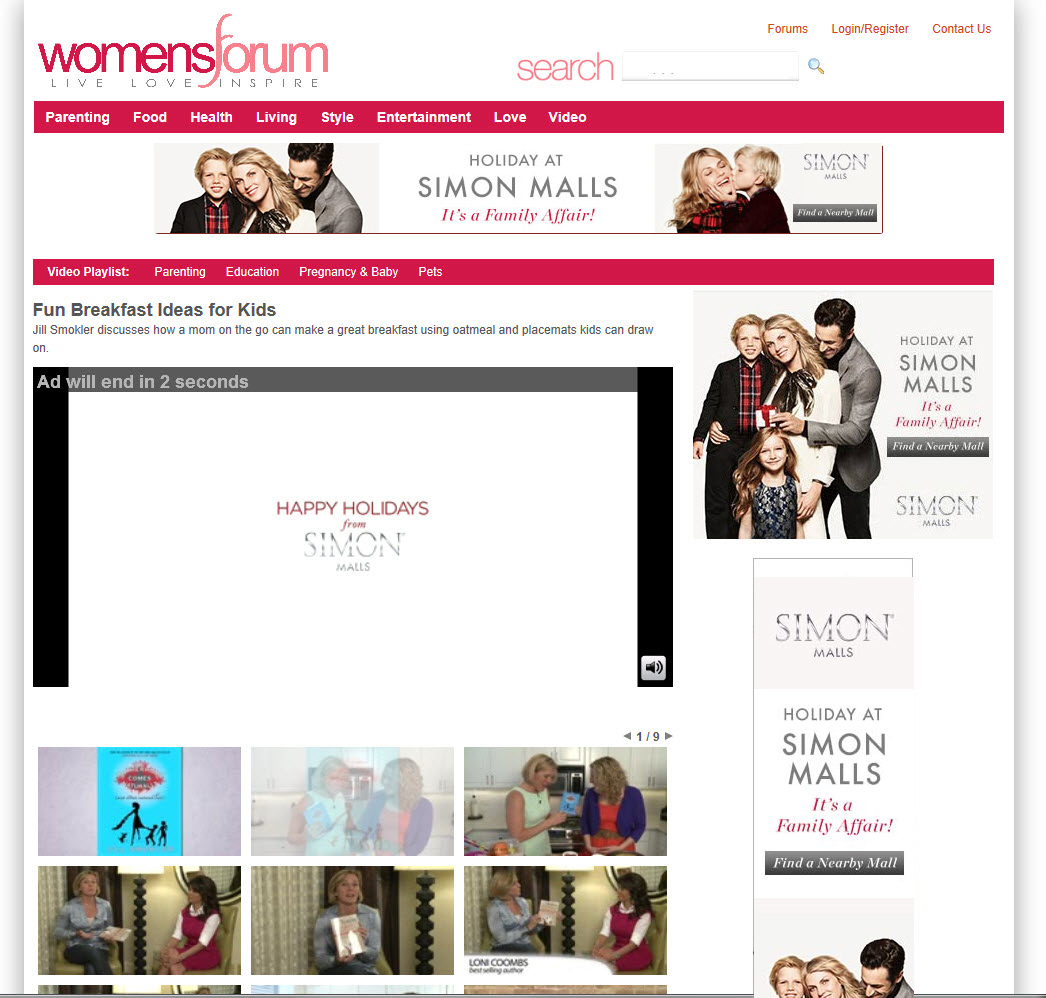 Forums Login/Register Contact Us
womensforum
LIVE LOVE INSPIRE
search
...
Parenting Food Health Living Style Entertainment Love Video
HOLIDAY AT
SIMON MALLS
It's a Family Affair!
SIMON
MALLS
Find a Nearby Mall
Video Playlist: Parenting Education Pregnancy & Baby Pets
Fun Breakfast Ideas for Kids
Jill Smokler discusses how a mom on the go can make a great breakfast using oatmeal and placemats kids can draw
on.
Ad will end in 2 seconds
HAPPY HOLIDAYS
from
SIMON
MALLS
HOLIDAY AT
SIMON
MALLS
It's a
Family Affair!
Find a Nearby Mall
SIMON
MALLS
1 / 9
LONI COOMBS
best selling author
SIMON
MALLS
HOLIDAY AT
SIMON
MALLS
It's a
Family Affair!
Find a Nearby Mall